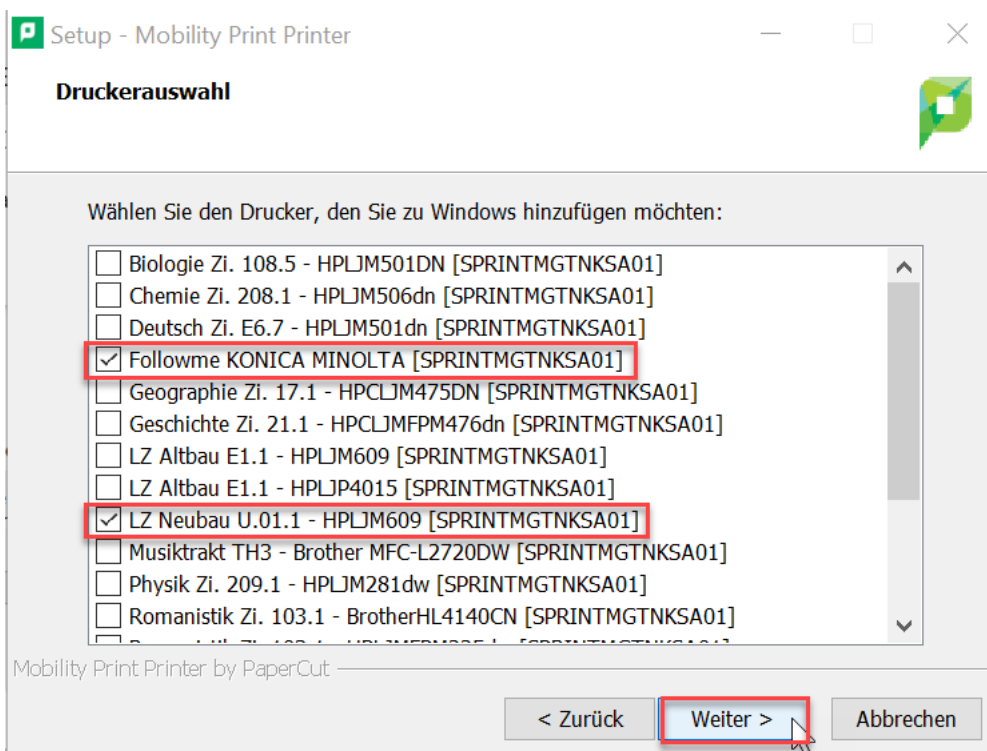 Setup - Mobility Print Printer
Druckerauswahl
Wählen Sie den Drucker, den Sie zu Windows hinzufügen möchten:
Biologie Zi. 108.5 - HPLJM501DN [SPRINTMGTNKSA01]
Chemie Zi. 208.1 - HPLJM506dn [SPRINTMGTNKSA01]
Deutsch Zi. E6.7 - HPLJM501dn [SPRINTMGTNKSA01]
Followme KONICA MINOLTA [SPRINTMGTNKSA01]
Geographie Zi. 17.1 - HPCLJM475DN [SPRINTMGTNKSA01]
Geschichte Zi. 21.1 - HPCLJMFPM476dn [SPRINTMGTNKSA01]
LZ Altbau E1.1 - HPLJM609 [SPRINTMGTNKSA01]
LZ Altbau E1.1 - HPLJP4015 [SPRINTMGTNKSA01]
LZ Neubau U.01.1 - HPLJM609 [SPRINTMGTNKSA01]
Musiktrakt TH3 - Brother MFC-L2720DW [SPRINTMGTNKSA01]
Physik Zi. 209.1 - HPLJM281dw [SPRINTMGTNKSA01]
Romanistik Zi. 103.1 - BrotherHL4140CN [SPRINTMGTNKSA01]
Mobility Print Printer by PaperCut
< Zurück Weiter > Abbrechen